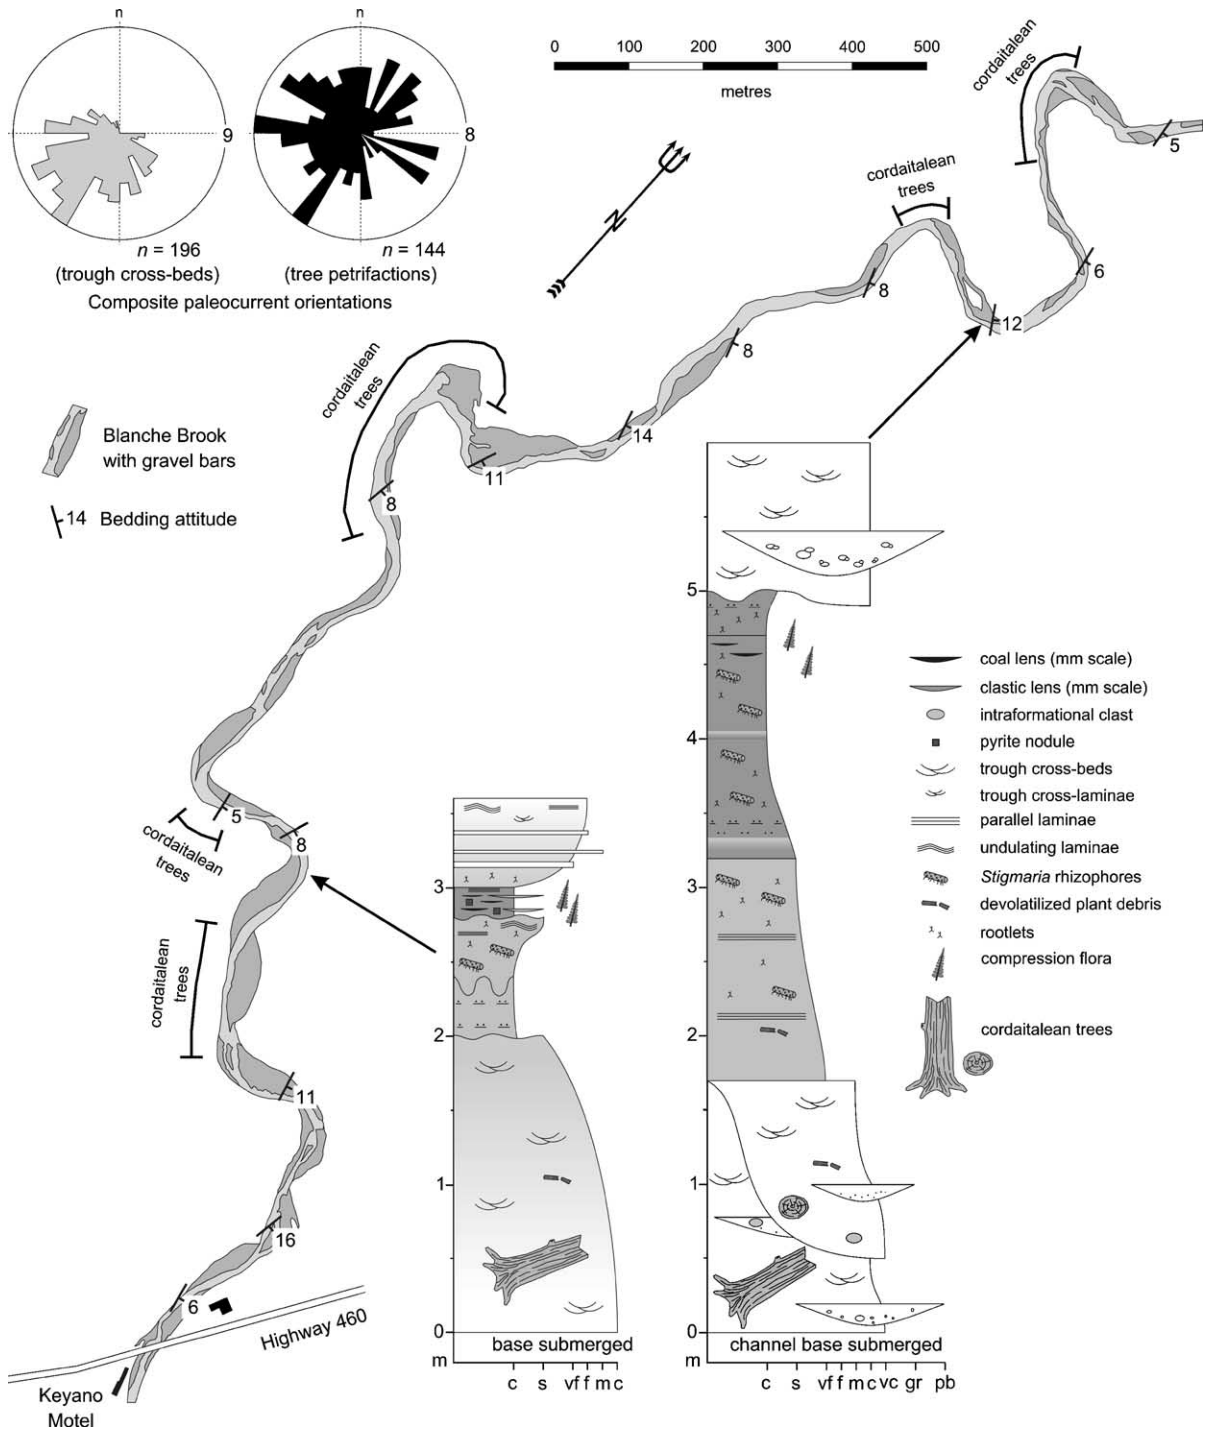 n
n
9
8
n = 196
(trough cross-beds)
n = 144
(tree petrifactions)
Composite paleocurrent orientations
0
100
200
300
400
500
metres
N
cordaitalean
trees
5
cordaitalean
trees
6
8
12
8
cordaitalean
trees
14
11
8
Blanche Brook
with gravel bars
14
Bedding attitude
5
8
cordaitalean
trees
cordaitalean
trees
11
16
6
Highway 460
Keyano
Motel
3
2
1
0
m
base submerged
c
s
vf
f
m
c
5
4
3
2
1
0
m
channel base submerged
c
s
vf
f
m
c
vc
gr
pb
coal lens (mm scale)
clastic lens (mm scale)
intraformational clast
pyrite nodule
trough cross-beds
trough cross-laminae
parallel laminae
undulating laminae
Stigmaria rhizophores
devolatilized plant debris
rootlets
compression flora
cordaitalean trees